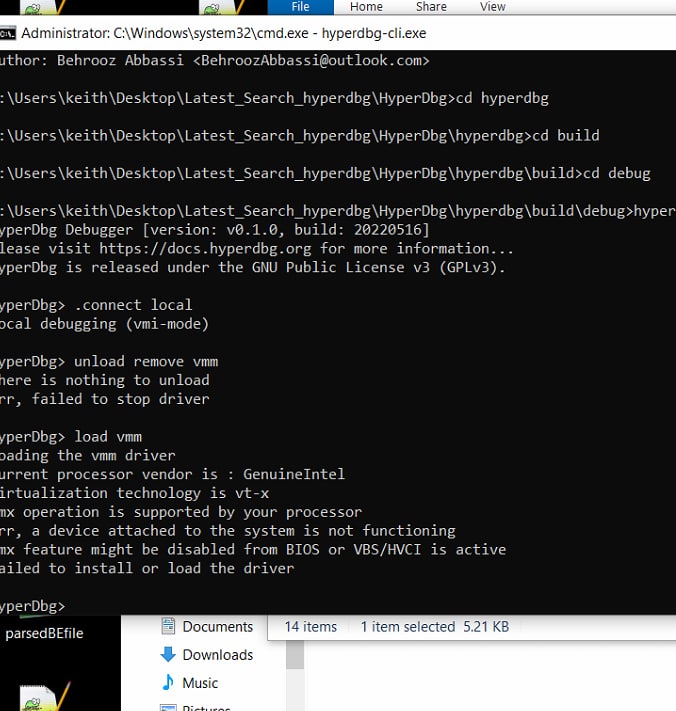 File Home Share View
Administrator: C:\Windows\system32\cmd.exe - hyperdbg-cli.exe
uthor: Behrooz Abbassi <BehroozAbbassi@outlook.com>
:\Users\keith\Desktop\Latest_Search_hyperdbg\HyperDbg>cd hyperdbg
:\Users\keith\Desktop\Latest_Search_hyperdbg\HyperDbg\hyperdbg>cd build
:\Users\keith\Desktop\Latest_Search_hyperdbg\HyperDbg\hyperdbg\build>cd debug
:\Users\keith\Desktop\Latest_Search_hyperdbg\HyperDbg\hyperdbg\build\debug>hyper
yperDbg Debugger [version: v0.1.0, build: 20220516]
lease visit https://docs.hyperdbg.org for more information...
yperDbg is released under the GNU Public License v3 (GPLv3).
yperDbg> .connect local
ocal debugging (vmi-mode)
yperDbg> unload remove vmm
here is nothing to unload
rr, failed to stop driver
yperDbg> load vmm
oading the vmm driver
urrent processor vendor is : GenuineIntel
irtualization technology is vt-x
mx operation is supported by your processor
rr, a device attached to the system is not functioning
mx feature might be disabled from BIOS or VBS/HVCI is active
ailed to install or load the driver
yperDbg>
parsedBEfile
Documents
14 items 1 item selected 5.21 KB
Downloads
Music
Pictures